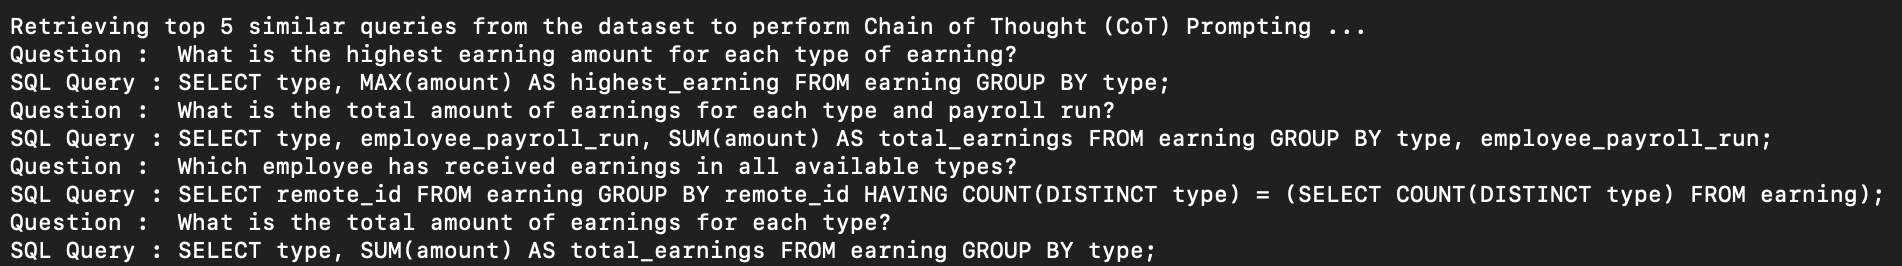 Retrieving top 5 similar queries from the dataset to perform Chain of Thought (CoT) Prompting ...
Question :  What is the highest earning amount for each type of earning?
SQL Query : SELECT type, MAX(amount) AS highest_earning FROM earning GROUP BY type;
Question :  What is the total amount of earnings for each type and payroll run?
SQL Query : SELECT type, employee_payroll_run, SUM(amount) AS total_earnings FROM earning GROUP BY type, employee_payroll_run;
Question :  Which employee has received earnings in all available types?
SQL Query : SELECT remote_id FROM earning GROUP BY remote_id HAVING COUNT(DISTINCT type) = (SELECT COUNT(DISTINCT type) FROM earning);
Question :  What is the total amount of earnings for each type?
SQL Query : SELECT type, SUM(amount) AS total_earnings FROM earning GROUP BY type;